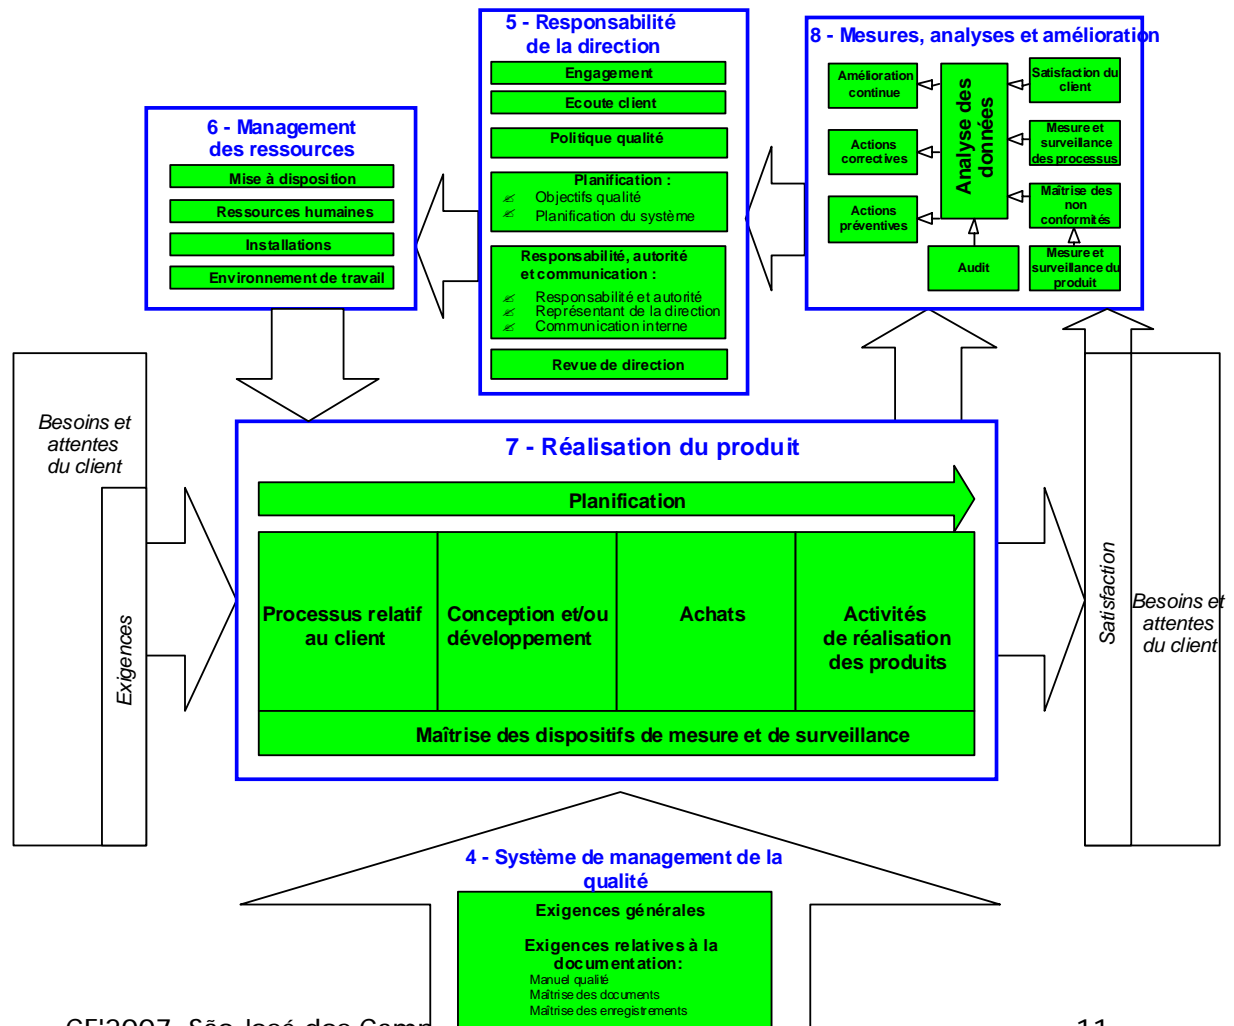 5 - Responsabilité
de la direction
Engagement
Ecoute client
Politique qualité
Planification :
Objectifs qualité
Planification du système
Responsabilité, autorité
et communication :
Responsabilité et autorité
Représentant de la direction
Communication interne
Revue de direction
8 - Mesures, analyses et amélioration
Amélioration
continue
Actions
correctives
Actions
préventives
Analyse des
données
Audit
Satisfaction du
client
Mesure et
surveillance
des processus
Maîtrise des
non
conformités
Mesure et
surveillance du
produit
6 - Management
des ressources
Mise à disposition
Ressources humaines
Installations
Environnement de travail
Besoins et
attentes
du client
Exigences
7 - Réalisation du produit
Planification
Processus relatif
au client
Conception et/ou
développement
Achats
Activités
de réalisation
des produits
Maîtrise des dispositifs de mesure et de surveillance
Satisfaction
Besoins et
attentes
du client
4 - Système de management de la
qualité
Exigences générales
Exigences relatives à la
documentation:
Manuel qualité
Maîtrise des documents
Maîtrise des enregistrements
São José dos
11